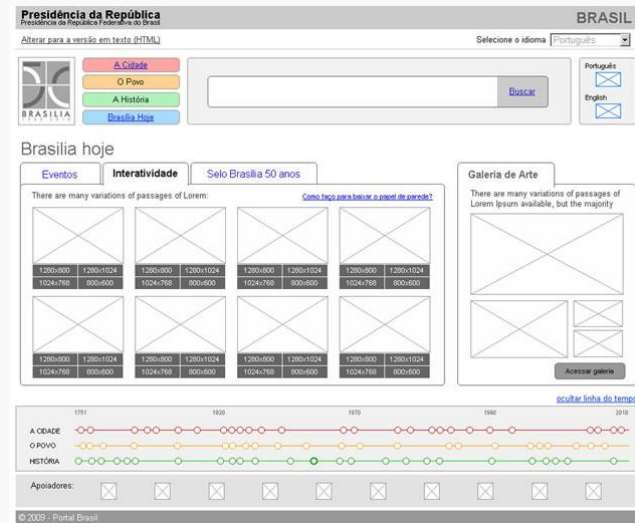 Presidência da República
Presidência da República Federativa do Brasil
BRASIL
Alterar para a versão em texto (HTML)
Selecione o idioma Português
BRASILIA
A Cidade
O Povo
A História
Brasília Hoje
Buscar
Português
English
Brasilia hoje
Eventos
Interatividade
Selo Brasília 50 anos
There are many variations of passages of Lorem:
Como faço para baixar o papel de parede?
1280x800 1280x1024 1280x800 1280x1024 1280x800 1280x1024 1280x800 1280x1024
1024x768 800x600 1024x768 800x600 1024x768 800x600 1024x768 800x600
1280x800 1280x1024 1280x800 1280x1024 1280x800 1280x1024 1280x800 1280x1024
1024x768 800x600 1024x768 800x600 1024x768 800x600 1024x768 800x600
Galeria de Arte
There are many variations of passages of
Lorem Ipsum available, but the majority
Acessar galeria
ocultar linha do tempo
1751 1930 1970 1990 2010
A CIDADE
O POVO
HISTÓRIA
Apoiadores:
© 2009 - Portal Brasil